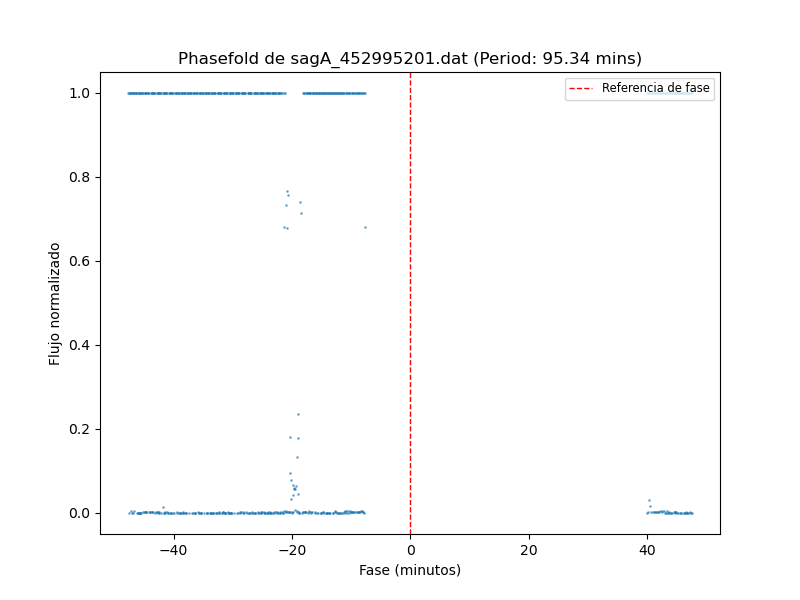 Phasefold de sagA_452995201.dat (Period: 95.34 mins)
Referencia de fase
Flujo normalizado
1.0
0.8
0.6
0.4
0.2
0.0
−40 −20 0 20 40
Fase (minutos)